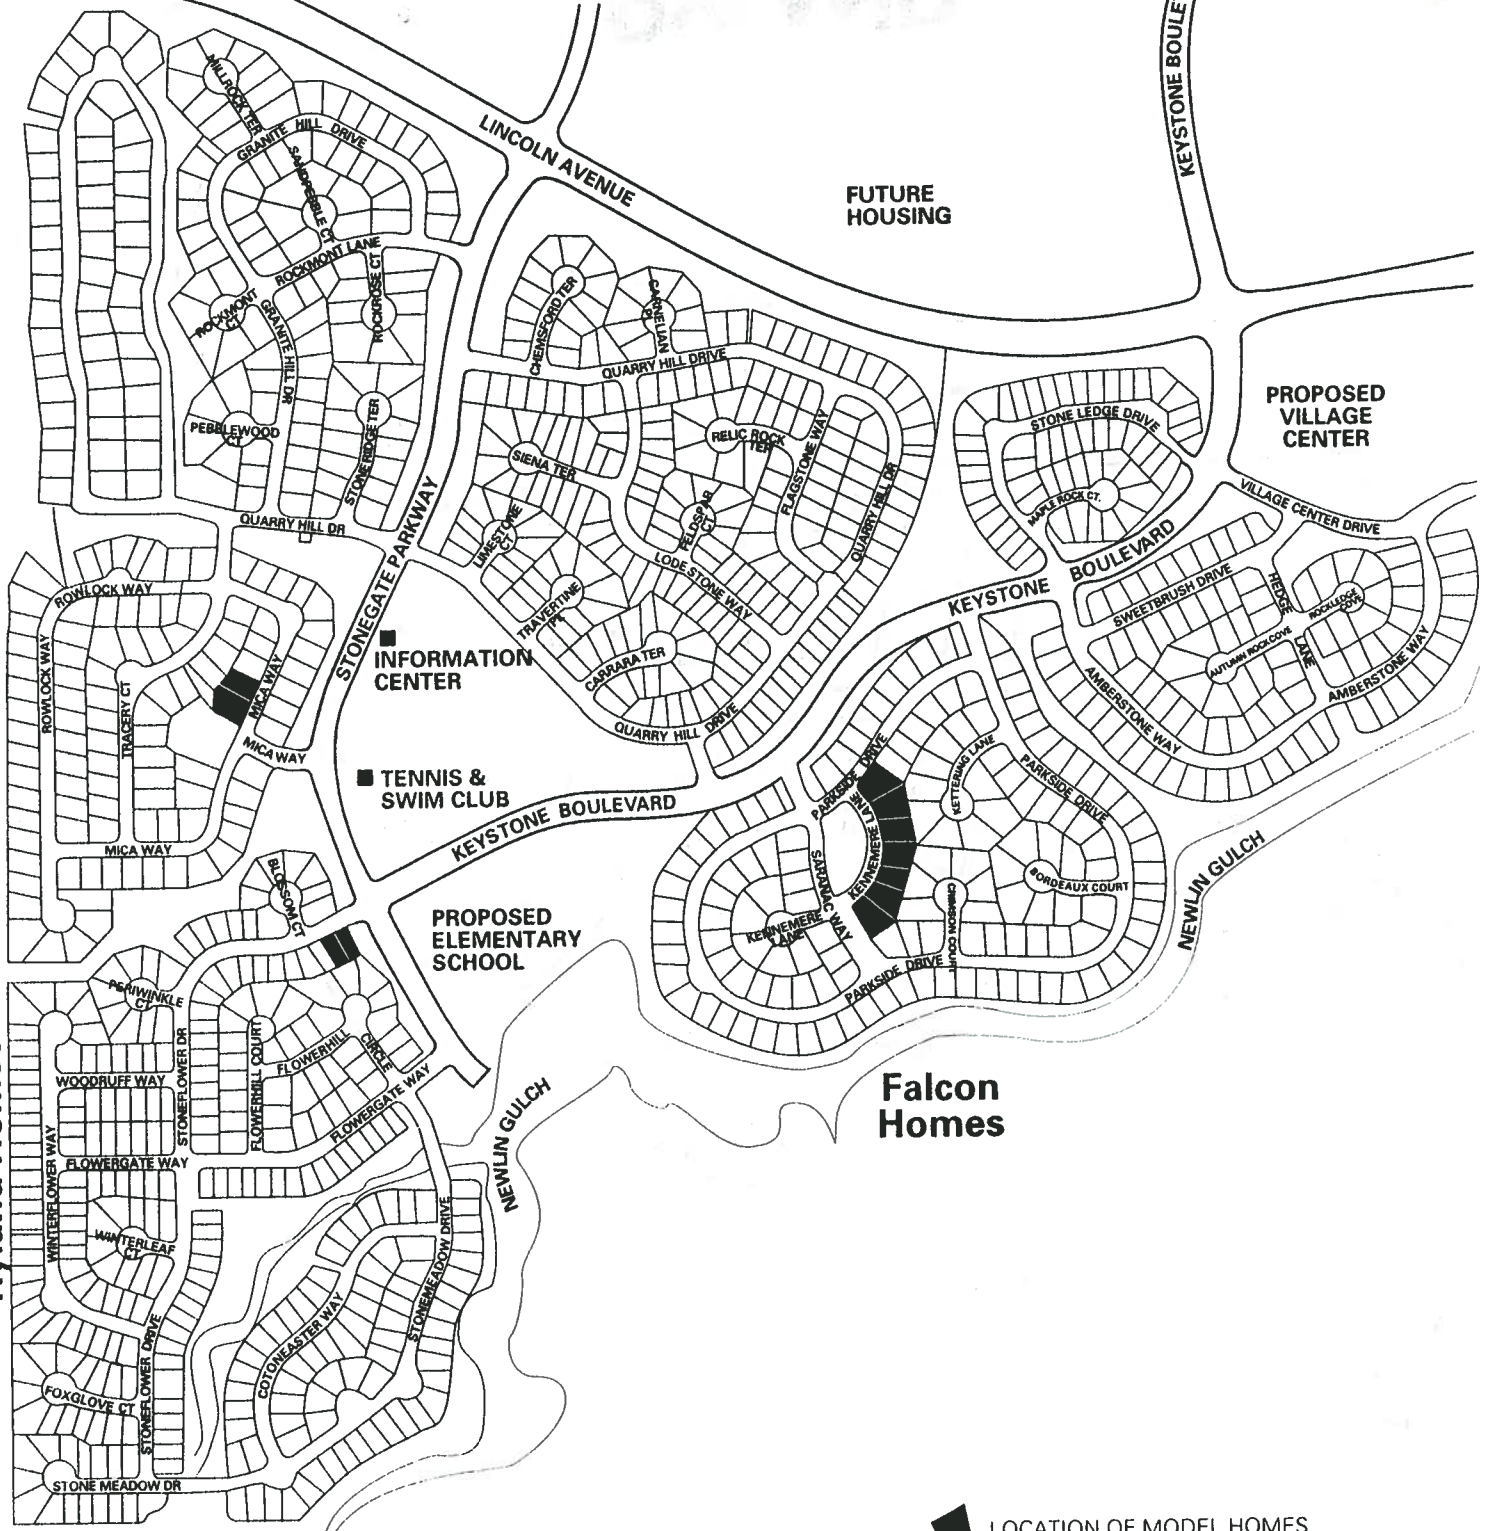 KEYSTONE BOULE
MILLROCK TER
GRANITE HILL DRIVE
SANDPEBBLE CT
LINCOLN AVENUE
FUTURE
HOUSING
ROCKMONT LANE
ROCKROSE CT
ROCKMONT
CT
GRANITE HILL DR
CHEMSFORD TER
CARNELIAN
PL
QUARRY HILL DRIVE
PROPOSED
VILLAGE
CENTER
PEBBLEWOOD
CT
STONERIDGE TER
RELIC ROCK
TER
FLAGSTONE WAY
STONE LEDGE DRIVE
SIENA TER
QUARRY HILL DR
MAPLE ROCK CT.
VILLAGE CENTER DRIVE
QUARRY HILL DR
STONEGATE PARKWAY
LIMESTONE
CT
FELDSPAR
CT
LODE STONE WAY
KEYSTONE BOULEVARD
ROWLOCK WAY
TRAVERTINE
PL
SWEETBRUSH DRIVE
HEDGE
LANE
ROCKLEDGE
COVE
ROWLOCK WAY
TRACERY CT
MICA WAY
INFORMATION
CENTER
CARARA TER
AUTUMN ROCK COVE
AMBERSTONE WAY
AMBERSTONE WAY
MICA WAY
QUARRY HILL DRIVE
TENNIS &
SWIM CLUB
KEYSTONE BOULEVARD
PARKSIDE DRIVE
KETTERING LANE
PARKSIDE DRIVE
KENNEMERE LANE
MICA WAY
BLOSSOM CT
SARANAC WAY
CRIMSON COURT
BORDEAUX COURT
NEWLIN GULCH
PROPOSED
ELEMENTARY
SCHOOL
KENNEMERE
LANE
PARKSIDE DRIVE
PERIWINKLE
CT
STONEFLOWER DR
FLOWERHILL COURT
FLOWERHILL
CIRCLE
WOODRUFF WAY
FLOWERGATE WAY
Falcon
Homes
NEWLIN GULCH
WINTERFLOWER WAY
FLOWERGATE WAY
WINTERLEAF
CT
STONEMEADOW DRIVE
COTONEASTER WAY
STONEFLOWER DRIVE
FOXGLOVE CT
STONE MEADOW DR
LOCATION OF MODEL HOMES